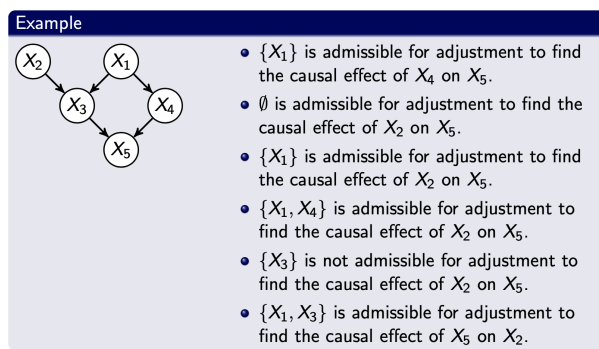 Example
X₂ X₁
X₃ X₄
X₅
• {X₁} is admissible for adjustment to find
the causal effect of X₄ on X₅.
• ∅ is admissible for adjustment to find the
causal effect of X₂ on X₅.
• {X₁} is admissible for adjustment to find
the causal effect of X₂ on X₅.
• {X₁, X₄} is admissible for adjustment to
find the causal effect of X₂ on X₅.
• {X₃} is not admissible for adjustment to
find the causal effect of X₂ on X₅.
• {X₁, X₃} is admissible for adjustment to
find the causal effect of X₅ on X₂.